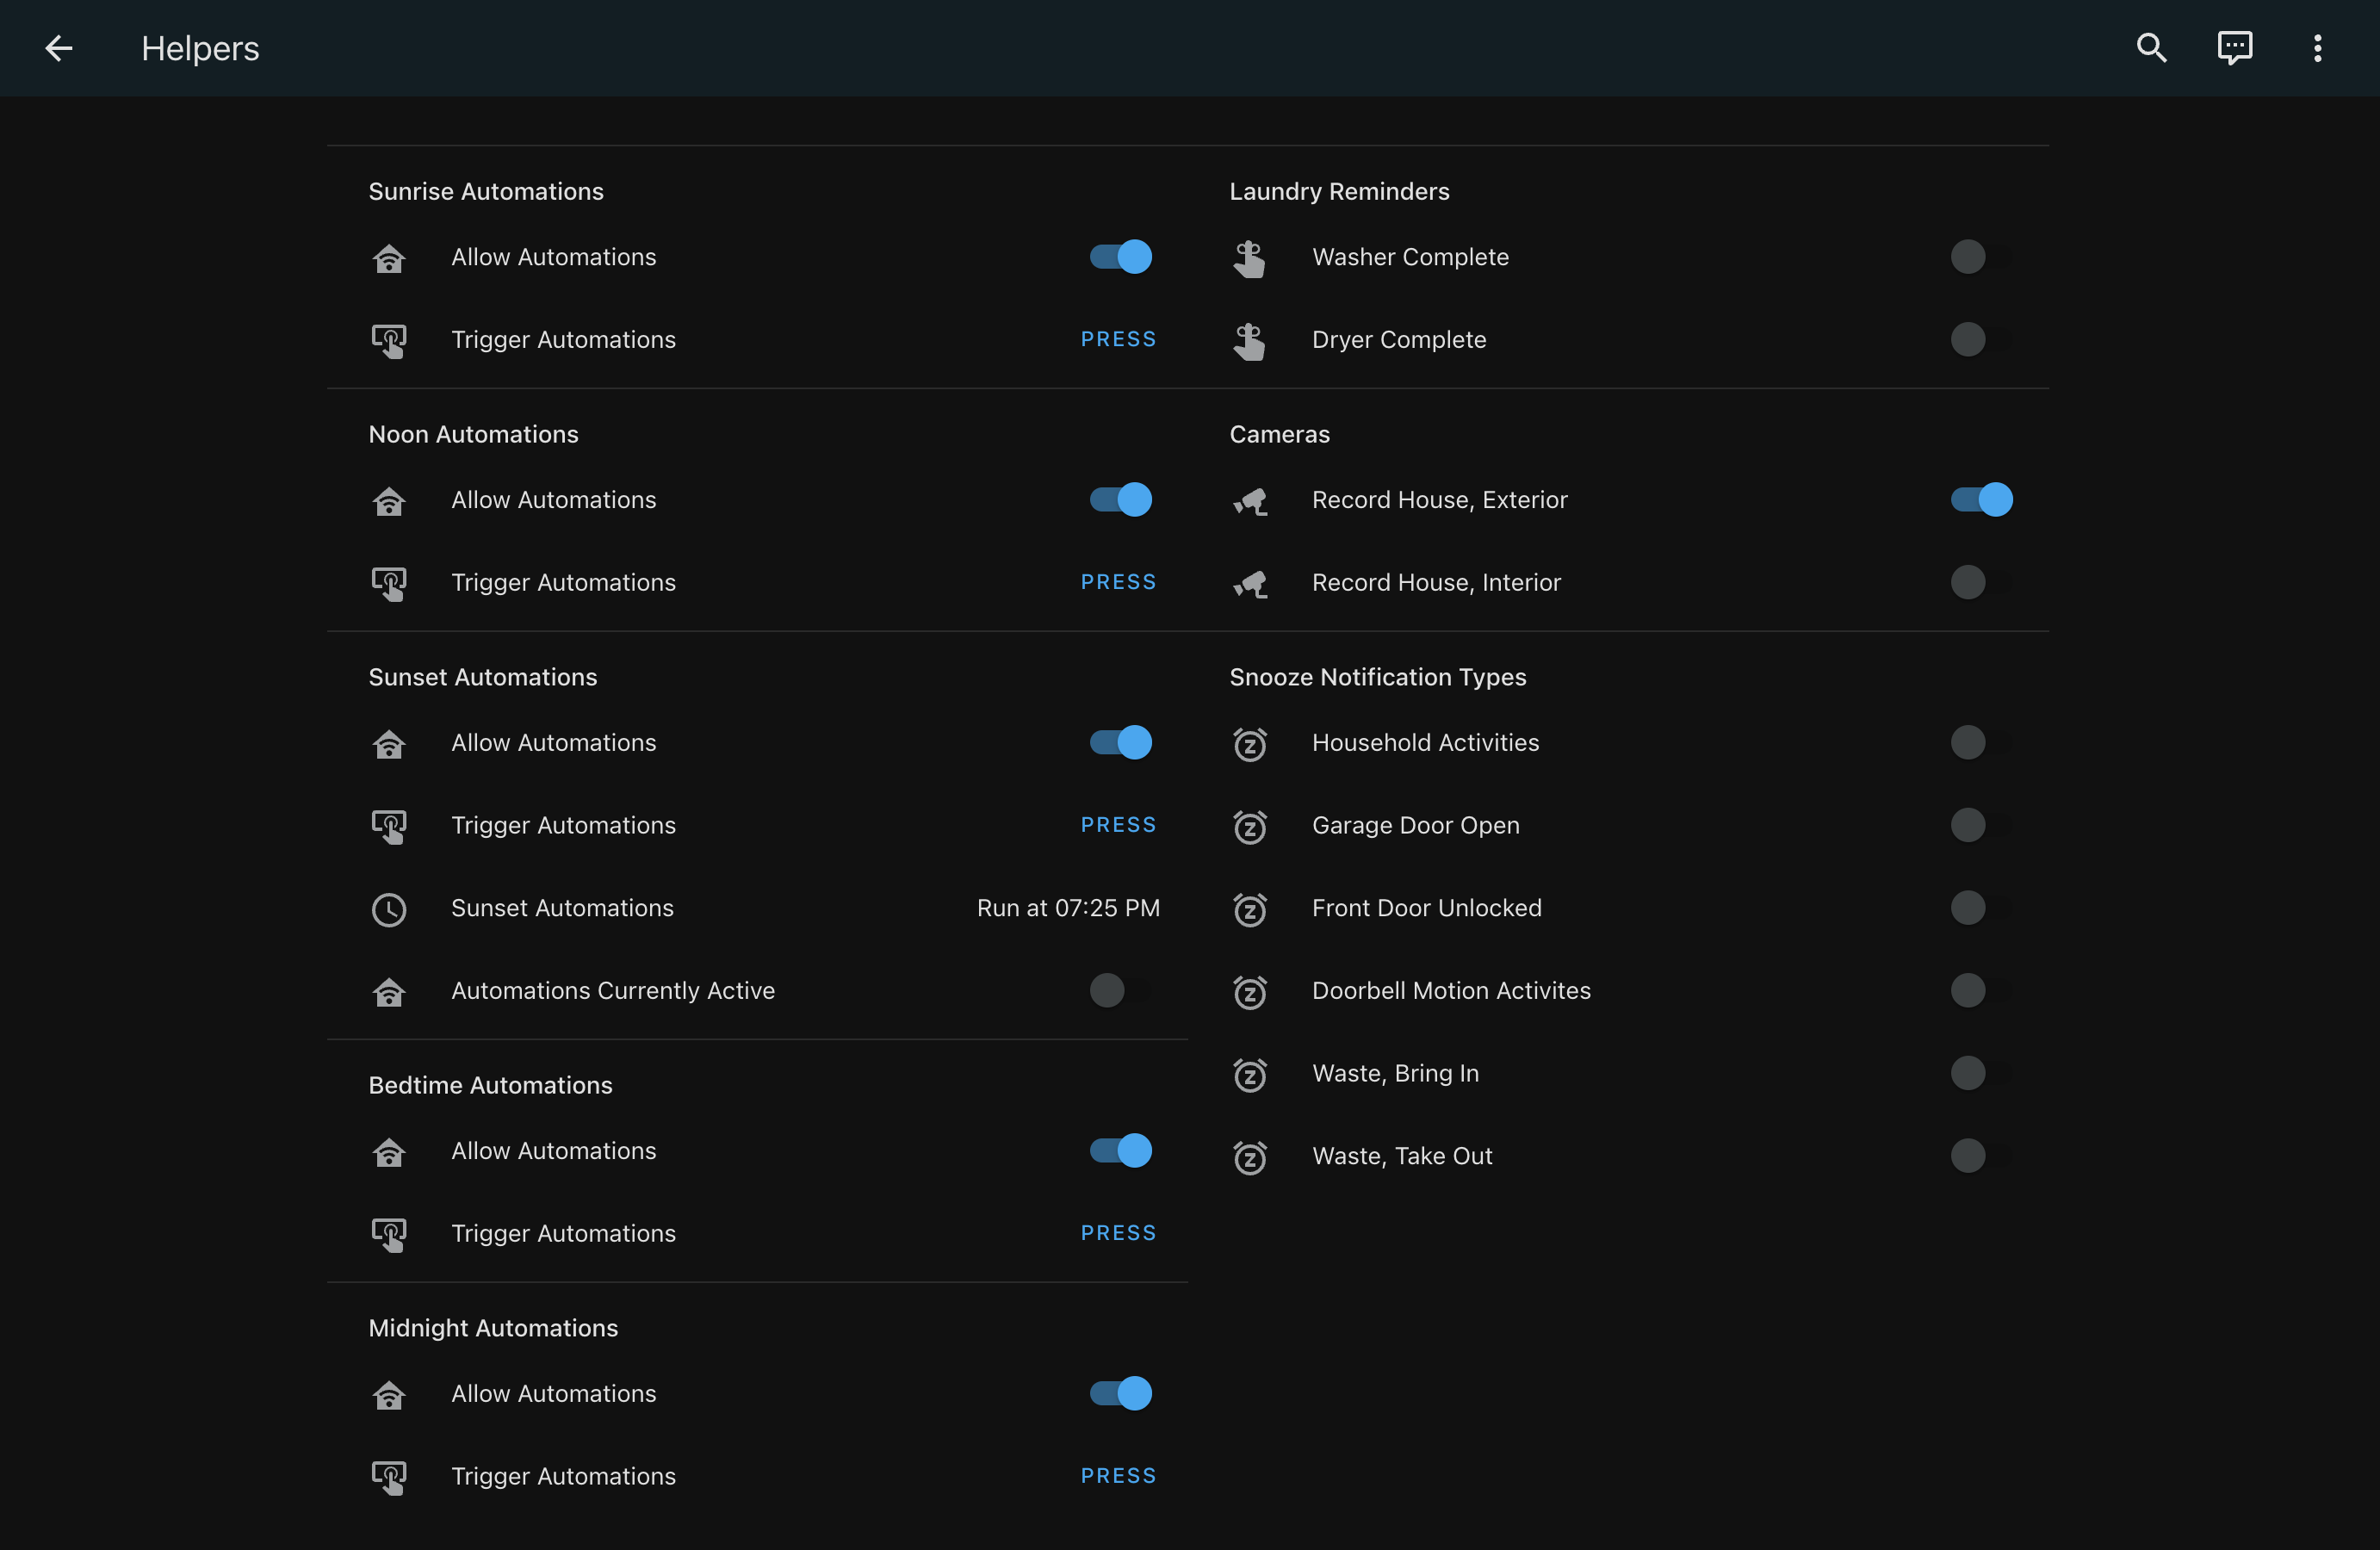 Helpers
Sunrise Automations
Allow Automations
Trigger Automations PRESS
Noon Automations
Allow Automations
Trigger Automations PRESS
Sunset Automations
Allow Automations
Trigger Automations PRESS
Sunset Automations Run at 07:25 PM
Automations Currently Active
Bedtime Automations
Allow Automations
Trigger Automations PRESS
Midnight Automations
Allow Automations
Trigger Automations PRESS
Laundry Reminders
Washer Complete
Dryer Complete
Cameras
Record House, Exterior
Record House, Interior
Snooze Notification Types
Household Activities
Garage Door Open
Front Door Unlocked
Doorbell Motion Activites
Waste, Bring In
Waste, Take Out